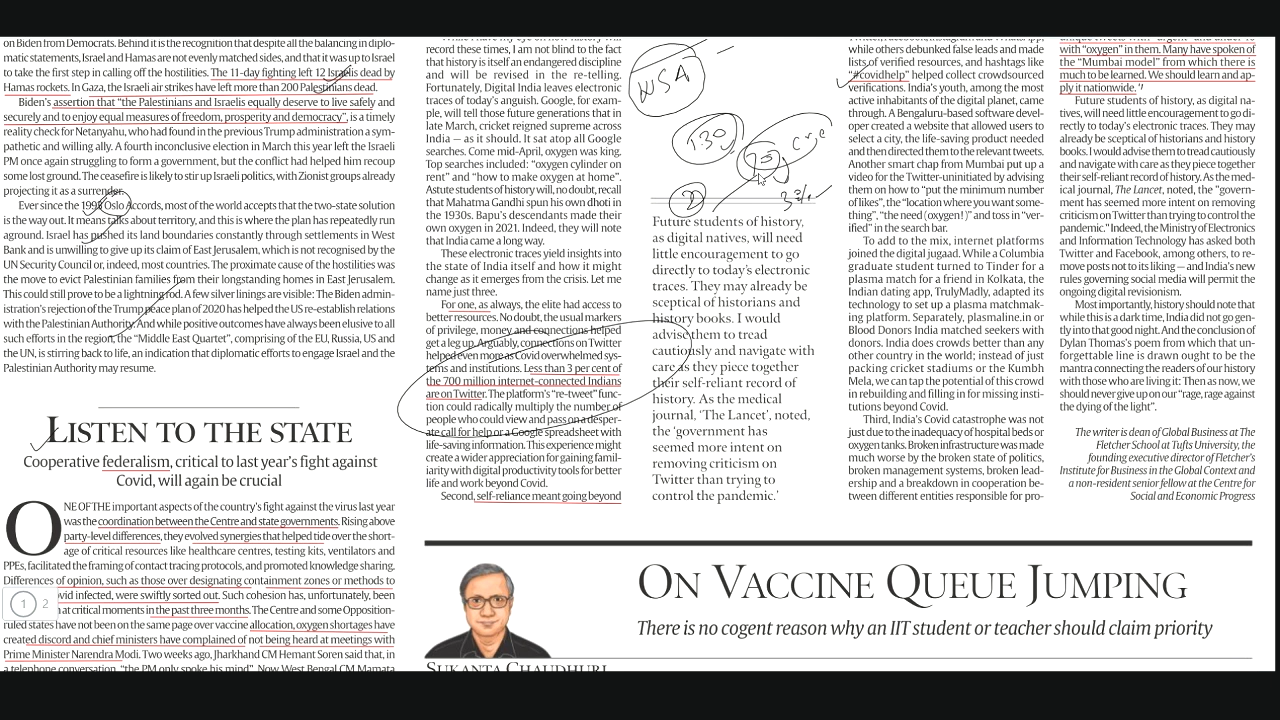 on Biden from Democrats. Behind it is the recognition that despite all the balancing in diplo-
matic statements, Israel and Hamas are not evenly matched sides, and that it was up to Israel
to take the first step in calling off the hostilities. The 11-day fighting left 12 Israelis dead by
Hamas rockets. In Gaza, the Israeli air strikes have left more than 200 Palestinians dead.
Biden's assertion that "the Palestinians and Israelis equally deserve to live safely and
securely and to enjoy equal measures of freedom, prosperity and democracy", is a timely
reality check for Netanyahu, who had found in the previous Trump administration a sym-
pathetic and willing ally. A fourth inconclusive election in March this year left the Israeli
PM once again struggling to form a government, but the conflict had helped him recoup
some lost ground. The ceasefire is likely to stir up Israeli politics, with Zionist groups already
projecting it as a surrender.
Ever since the 1993 Oslo Accords, most of the world accepts that the two-state solution
is the way out. It means talks about territory, and this is where the plan has repeatedly run
aground. Israel has pushed its land boundaries constantly through settlements in West
Bank and is unwilling to give up its claim of East Jerusalem, which is not recognised by the
UN Security Council or, indeed, most countries. The proximate cause of the hostilities was
the move to evict Palestinian families from their longstanding homes in East Jerusalem.
This could still prove to be a lightning rod. A few silver linings are visible: The Biden admin-
istration's rejection of the Trump peace plan of 2020 has helped the US re-establish relations
with the Palestinian Authority. And while positive outcomes have always been elusive to all
such efforts in the region, the "Middle East Quartet", comprising of the EU, Russia, US and
the UN, is stirring back to life, an indication that diplomatic efforts to engage Israel and the
Palestinian Authority may resume.
LISTEN TO THE STATE
Cooperative federalism, critical to last year's fight against
Covid, will again be crucial
ONE OF THE important aspects of the country's fight against the virus last year
was the coordination between the Centre and state governments. Rising above
party-level differences, they evolved synergies that helped tide over the short-
age of critical resources like healthcare centres, testing kits, ventilators and
PPEs, facilitated the framing of contact tracing protocols, and promoted knowledge sharing.
Differences of opinion, such as those over designating containment zones or methods to
vid infected, were swiftly sorted out. Such cohesion has, unfortunately, been
at critical moments in the past three months. The Centre and some Opposition-
ruled states have not been on the same page over vaccine allocation, oxygen shortages have
created discord and chief ministers have complained of not being heard at meetings with
Prime Minister Narendra Modi. Two weeks ago, Jharkhand CM Hemant Soren said that, in
a telephone conversation, "the PM only spoke his mind". Now West Bengal CM Mamata
1 2
While I have my eye on how history will
record these times, I am not blind to the fact
that history is itself an endangered discipline
and will be revised in the re-telling.
Fortunately, Digital India leaves electronic
traces of today's anguish. Google, for exam-
ple, will tell those future generations that in
late March, cricket reigned supreme across
India — as it should. It sat atop all Google
searches. Come mid-April, oxygen was king.
Top searches included: "oxygen cylinder on
rent" and "how to make oxygen at home".
Astute students of history will, no doubt, recall
that Mahatma Gandhi spun his own dhoti in
the 1930s. Bapu's descendants made their
own oxygen in 2021. Indeed, they will note
that India came a long way.
These electronic traces yield insights into
the state of India itself and how it might
change as it emerges from the crisis. Let me
name just three.
For one, as always, the elite had access to
better resources. No doubt, the usual markers
of privilege, money and connections helped
get a leg up. Arguably, connections on Twitter
helped even more as Covid overwhelmed sys-
tems and institutions. Less than 3 per cent of
the 700 million internet-connected Indians
are on Twitter. The platform's "re-tweet" func-
tion could radically multiply the number of
people who could view and pass on a desper-
ate call for help or a Google spreadsheet with
life-saving information. This experience might
create a wider appreciation for gaining famil-
iarity with digital productivity tools for better
life and work beyond Covid.
Second, self-reliance meant going beyond
USA
130
70
Cr
3%
Future students of history,
as digital natives, will need
little encouragement to go
directly to today's electronic
traces. They may already be
sceptical of historians and
history books. I would
advise them to tread
cautiously and navigate with
care as they piece together
their self-reliant record of
history. As the medical
journal, 'The Lancet', noted,
the 'government has
seemed more intent on
removing criticism on
Twitter than trying to
control the pandemic.'
Twitter, Facebook, Instagram and WhatsApp,
while others debunked false leads and made
lists of verified resources, and hashtags like
"#covidhelp" helped collect crowdsourced
verifications. India's youth, among the most
active inhabitants of the digital planet, came
through. A Bengaluru-based software devel-
oper created a website that allowed users to
select a city, the life-saving product needed
and then directed them to the relevant tweets.
Another smart chap from Mumbai put up a
video for the Twitter-uninitiated by advising
them on how to "put the minimum number
of likes", the "location where you want some-
thing", "the need (oxygen!)" and toss in "ver-
ified" in the search bar.
To add to the mix, internet platforms
joined the digital jugaad. While a Columbia
graduate student turned to Tinder for a
plasma match for a friend in Kolkata, the
Indian dating app, TrulyMadly, adapted its
technology to set up a plasma matchmak-
ing platform. Separately, plasmaline.in or
Blood Donors India matched seekers with
donors. India does crowds better than any
other country in the world; instead of just
packing cricket stadiums or the Kumbh
Mela, we can tap the potential of this crowd
in rebuilding and filling in for missing insti-
tutions beyond Covid.
Third, India's Covid catastrophe was not
just due to the inadequacy of hospital beds or
oxygen tanks. Broken infrastructure was made
much worse by the broken state of politics,
broken management systems, broken lead-
ership and a breakdown in cooperation be-
tween different entities responsible for pro-
unique tweets with "urgent" and under 10
with "oxygen" in them. Many have spoken of
the "Mumbai model" from which there is
much to be learned. We should learn and ap-
ply it nationwide.
Future students of history, as digital na-
tives, will need little encouragement to go di-
rectly to today's electronic traces. They may
already be sceptical of historians and history
books. I would advise them to tread cautiously
and navigate with care as they piece together
their self-reliant record of history. As the med-
ical journal, The Lancet, noted, the "govern-
ment has seemed more intent on removing
criticism on Twitter than trying to control the
pandemic." Indeed, the Ministry of Electronics
and Information Technology has asked both
Twitter and Facebook, among others, to re-
move posts not to its liking — and India's new
rules governing social media will permit the
ongoing digital revisionism.
Most importantly, history should note that
while this is a dark time, India did not go gen-
tly into that good night. And the conclusion of
Dylan Thomas's poem from which that un-
forgettable line is drawn ought to be the
mantra connecting the readers of our history
with those who are living it: Then as now, we
should never give up on our "rage, rage against
the dying of the light".
The writer is dean of Global Business at The
Fletcher School at Tufts University, the
founding executive director of Fletcher's
Institute for Business in the Global Context and
a non-resident senior fellow at the Centre for
Social and Economic Progress
ON VACCINE QUEUE JUMPING
There is no cogent reason why an IIT student or teacher should claim priority
SUKANTA CHAUDHURI